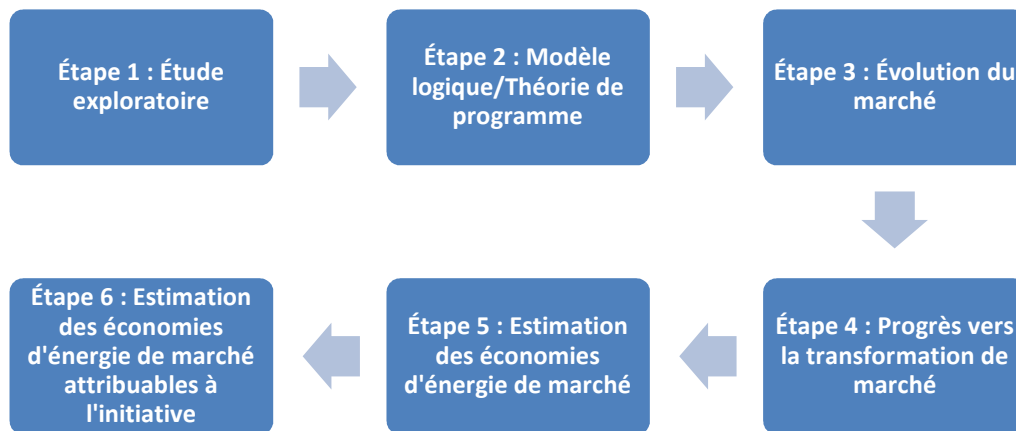 Étape 1 : Étude
exploratoire
Étape 2 : Modèle
logique/Théorie de
programme
Étape 3 : Évolution du
marché
Étape 4 : Progrès vers
la transformation de
marché
Étape 5 : Estimation
des économies
d'énergie de marché
Étape 6 : Estimation
des économies
d'énergie de marché
attribuables à
l'initiative